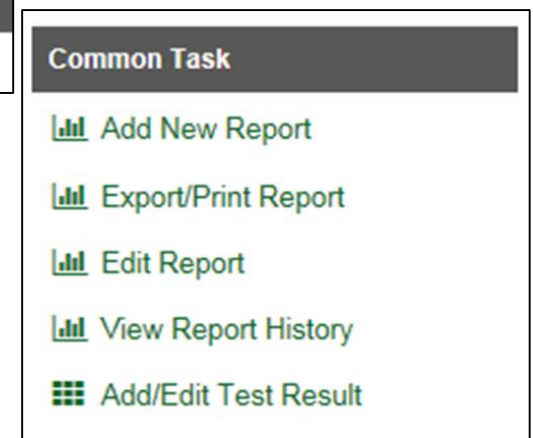 Common Task
Add New Report
Export/Print Report
Edit Report
View Report History
Add/Edit Test Result